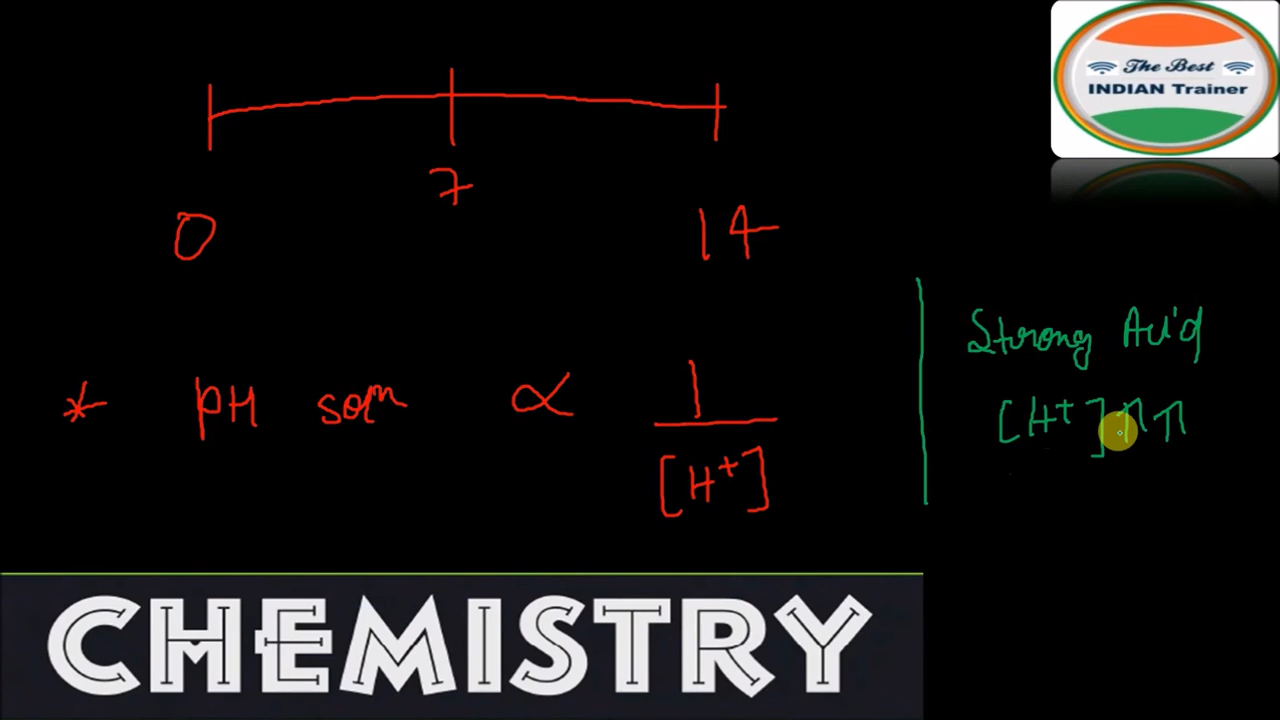 The Best
INDIAN Trainer
7
0 14
Strong Acid
* pH solⁿ ∝ 1
[H⁺]
[H⁺] ↑↑
CHEMISTRY